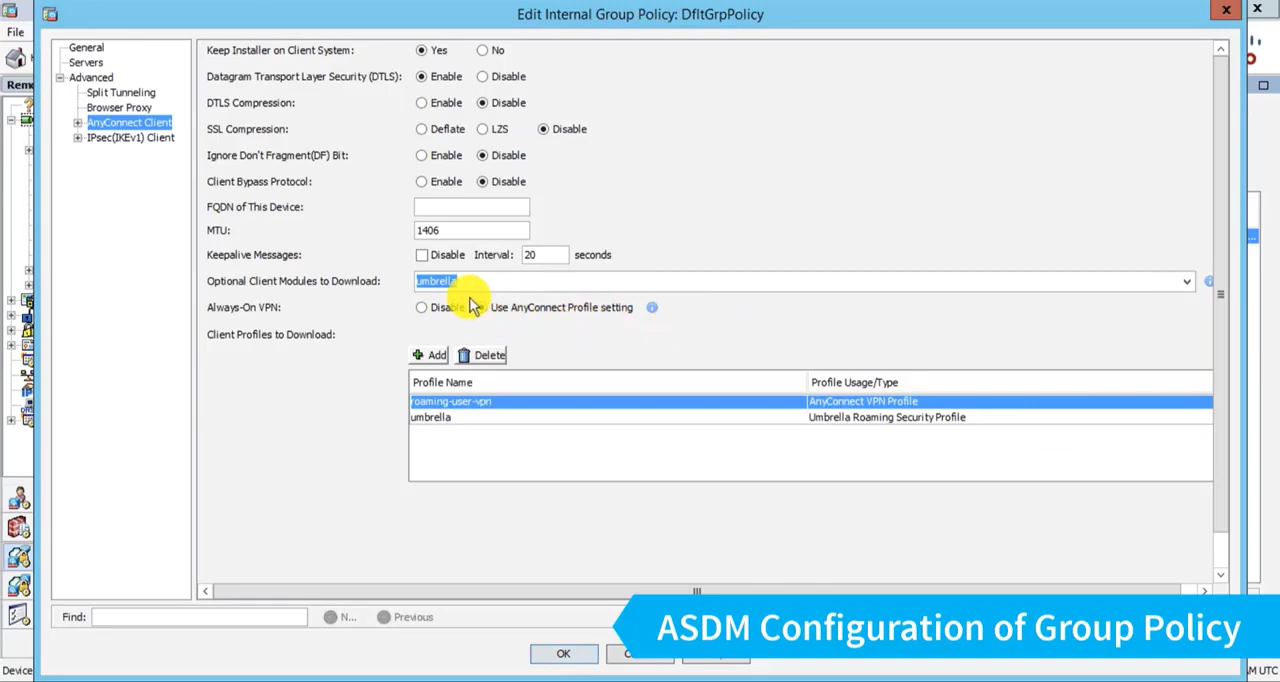 Edit Internal Group Policy: DfltGrpPolicy
File
Remo
General
Servers
Advanced
Split Tunneling
Browser Proxy
AnyConnect Client
IPsec(IKEv1) Client
Keep Installer on Client System: Yes No
Datagram Transport Layer Security (DTLS): Enable Disable
DTLS Compression: Enable Disable
SSL Compression: Deflate LZS Disable
Ignore Don't Fragment(DF) Bit: Enable Disable
Client Bypass Protocol: Enable Disable
FQDN of This Device:
MTU: 1406
Keepalive Messages: Disable Interval: 20 seconds
Optional Client Modules to Download: umbrella
Always-On VPN: Disable Use AnyConnect Profile setting
Client Profiles to Download:
Add Delete
Profile Name Profile Usage/Type
roaming-user-vpn AnyConnect VPN Profile
umbrella Umbrella Roaming Security Profile
Find: N... Previous
ASDM Configuration of Group Policy
OK
Device
AM UTC